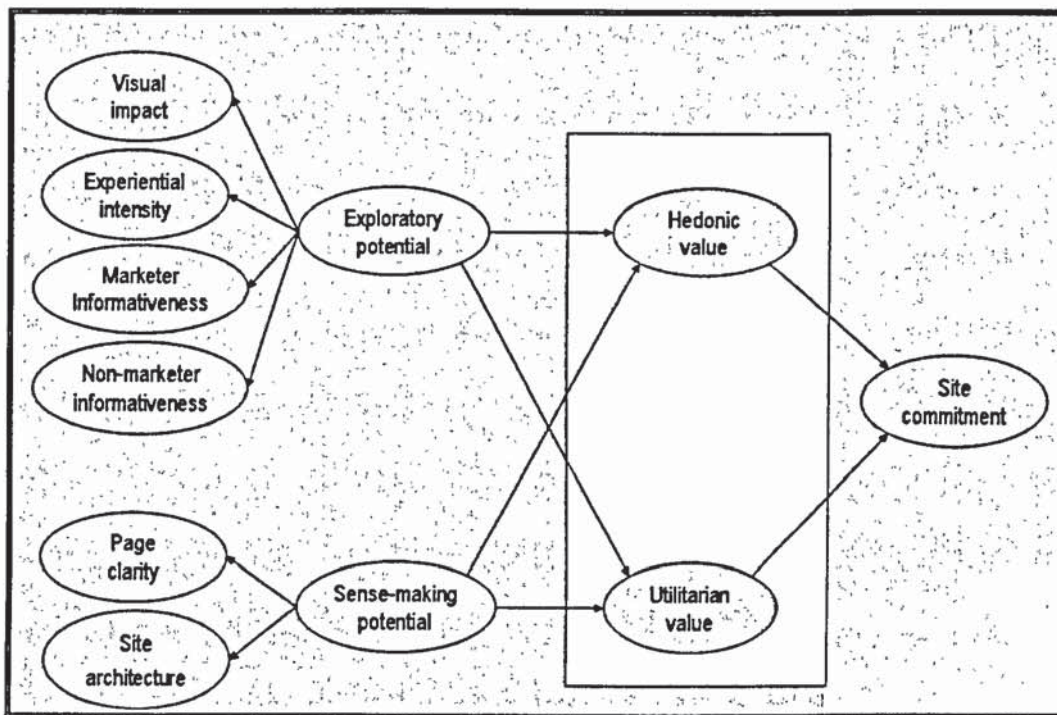 Visual
impact
Experiential
intensity
Marketer
Informativeness
Non-marketer
informativeness
Exploratory
potential
Hedonic
value
Site
commitment
Page
clarity
Site
architecture
Sense-making
potential
Utilitarian
value